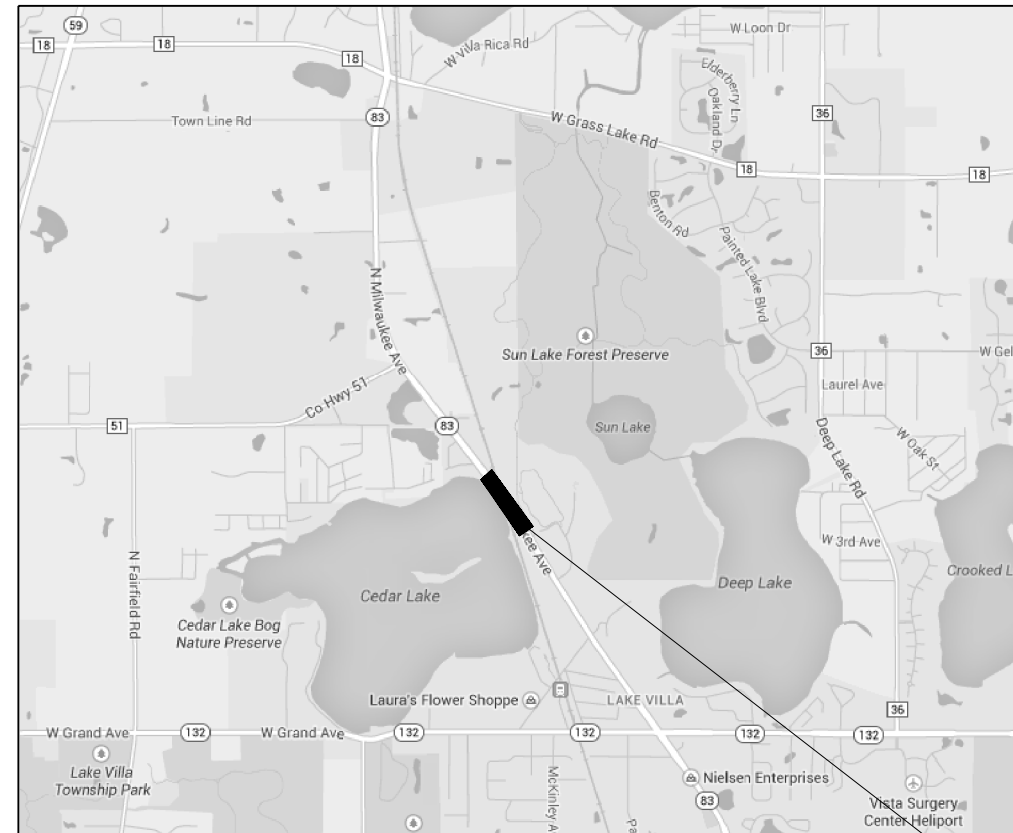 59
18
18
18
W Villa Rica Rd
W Loon Dr
Elderberry Ln
Oakland Dr
Town Line Rd
83
36
W Grass Lake Rd
18
18
Benton Rd
Painted Lake Blvd
N Milwaukee Ave
Sun Lake Forest Preserve
36
W Gel
Laurel Ave
Co Hwy 51
51
83
Sun Lake
Deep Lake Rd
W Oak St
W 3rd Ave
kee Ave
N Fairfield Rd
Cedar Lake
Deep Lake
Crooked L
Cedar Lake Bog
Nature Preserve
Laura's Flower Shoppe
LAKE VILLA
36
W Grand Ave
132
W Grand Ave
132
132
132
132
Lake Villa
Township Park
McKinley Av
Nielsen Enterprises
83
Pa
Vista Surgery
Center Heliport